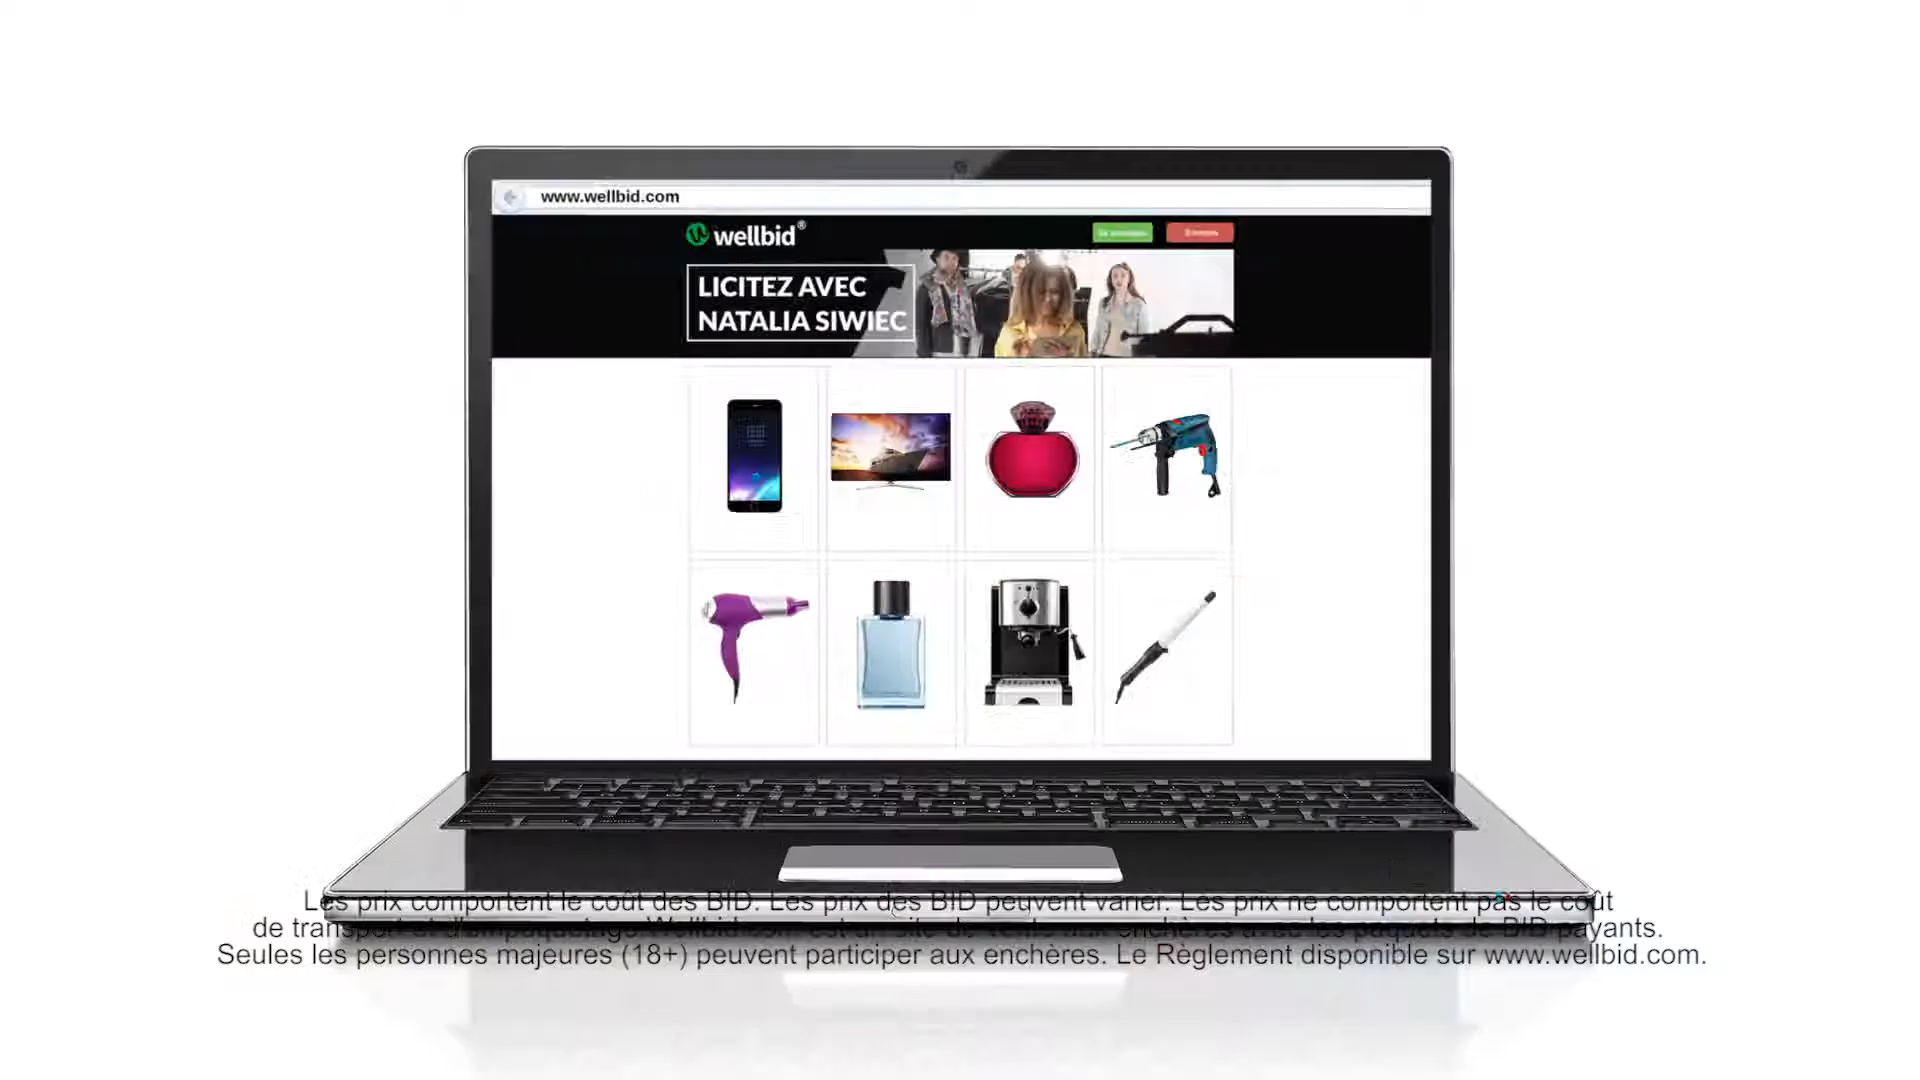 www.wellbid.com
wellbid®
LICITEZ AVEC
NATALIA SIWIEC
Les prix comportent le coût des BID. Les prix des BID peuvent varier. Les prix ne comportent pas le coût
de transport et d'empaquetage Wellbid.com est un site de vente aux enchères avec les paquets de BID payants.
Seules les personnes majeures (18+) peuvent participer aux enchères. Le Règlement disponible sur www.wellbid.com.